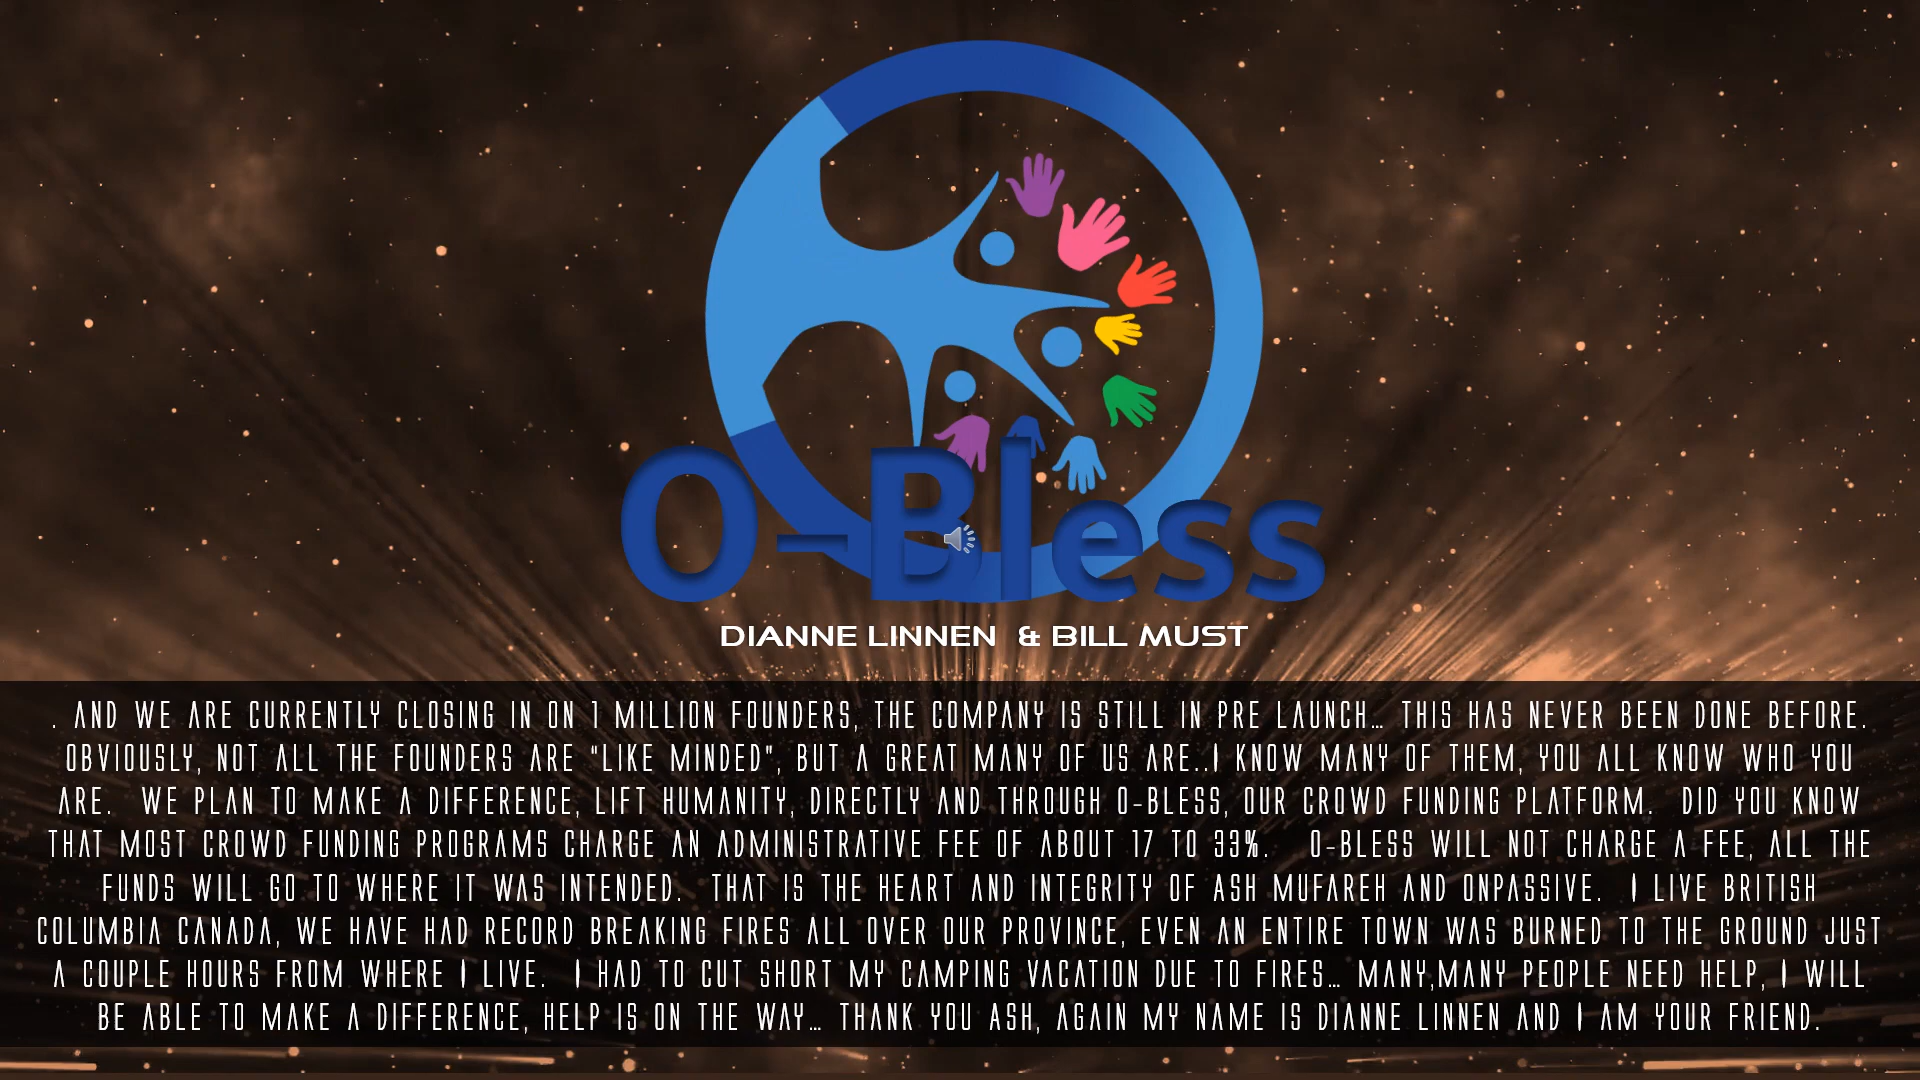 O-Bless
DIANNE LINNEN & BILL MUST
. AND WE ARE CURRENTLY CLOSING IN ON 1 MILLION FOUNDERS, THE COMPANY IS STILL IN PRE LAUNCH… THIS HAS NEVER BEEN DONE BEFORE.
OBVIOUSLY, NOT ALL THE FOUNDERS ARE "LIKE MINDED", BUT A GREAT MANY OF US ARE..I KNOW MANY OF THEM, YOU ALL KNOW WHO YOU
ARE. WE PLAN TO MAKE A DIFFERENCE, LIFT HUMANITY, DIRECTLY AND THROUGH O-BLESS, OUR CROWD FUNDING PLATFORM. DID YOU KNOW
THAT MOST CROWD FUNDING PROGRAMS CHARGE AN ADMINISTRATIVE FEE OF ABOUT 17 TO 33%. O-BLESS WILL NOT CHARGE A FEE, ALL THE
FUNDS WILL GO TO WHERE IT WAS INTENDED. THAT IS THE HEART AND INTEGRITY OF ASH MUFAREH AND ONPASSIVE. I LIVE BRITISH
COLUMBIA CANADA, WE HAVE HAD RECORD BREAKING FIRES ALL OVER OUR PROVINCE, EVEN AN ENTIRE TOWN WAS BURNED TO THE GROUND JUST
A COUPLE HOURS FROM WHERE I LIVE. I HAD TO CUT SHORT MY CAMPING VACATION DUE TO FIRES… MANY,MANY PEOPLE NEED HELP, I WILL
BE ABLE TO MAKE A DIFFERENCE, HELP IS ON THE WAY… THANK YOU ASH, AGAIN MY NAME IS DIANNE LINNEN AND I AM YOUR FRIEND.